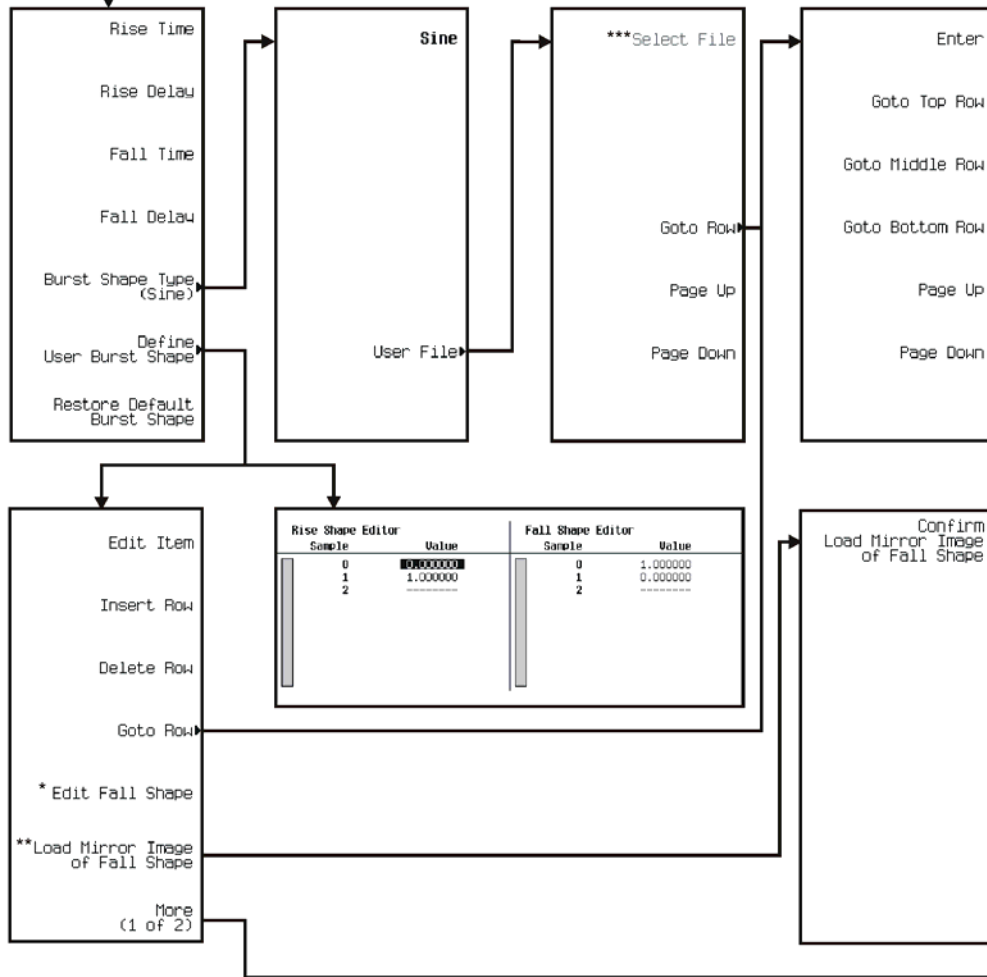 Rise Time
Rise Delay
Fall Time
Fall Delay
Burst Shape Type
(Sine)
Define
User Burst Shape
Restore Default
Burst Shape
Sine
User File
***Select File
Goto Row
Page Up
Page Down
Enter
Goto Top Row
Goto Middle Row
Goto Bottom Row
Page Up
Page Down
Edit Item
Insert Row
Delete Row
Goto Row
*Edit Fall Shape
**Load Mirror Image
of Fall Shape
More
(1 of 2)
Rise Shape Editor
Sample Value
0 0.000000
1 1.000000
2 --------
Fall Shape Editor
Sample Value
0 1.000000
1 0.000000
2 --------
Confirm
Load Mirror Image
of Fall Shape